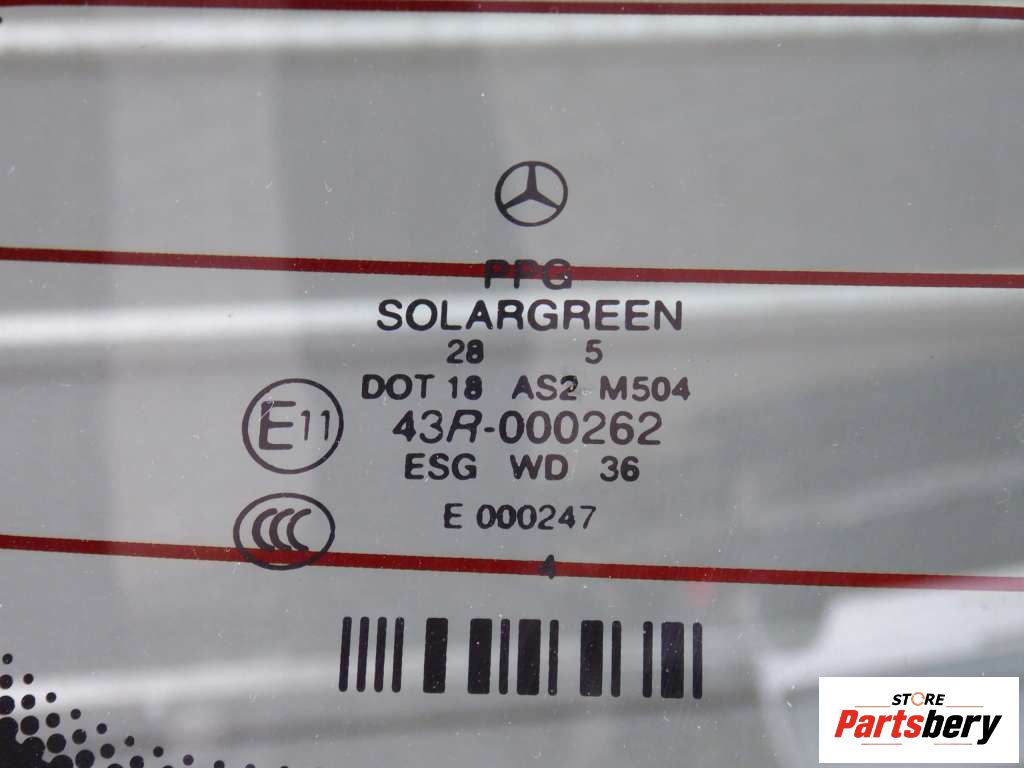 PPG
SOLARGREEN
28 5
DOT 18 AS2 M504
E11 43R-000262
ESG WD 36
CCC E 000247
4
STORE
Partsbery